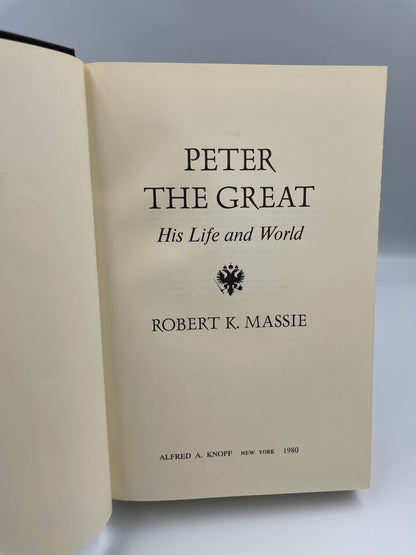 PETER
THE GREAT
His Life and World
ROBERT K. MASSIE
ALFRED A. KNOPF NEW YORK 1980